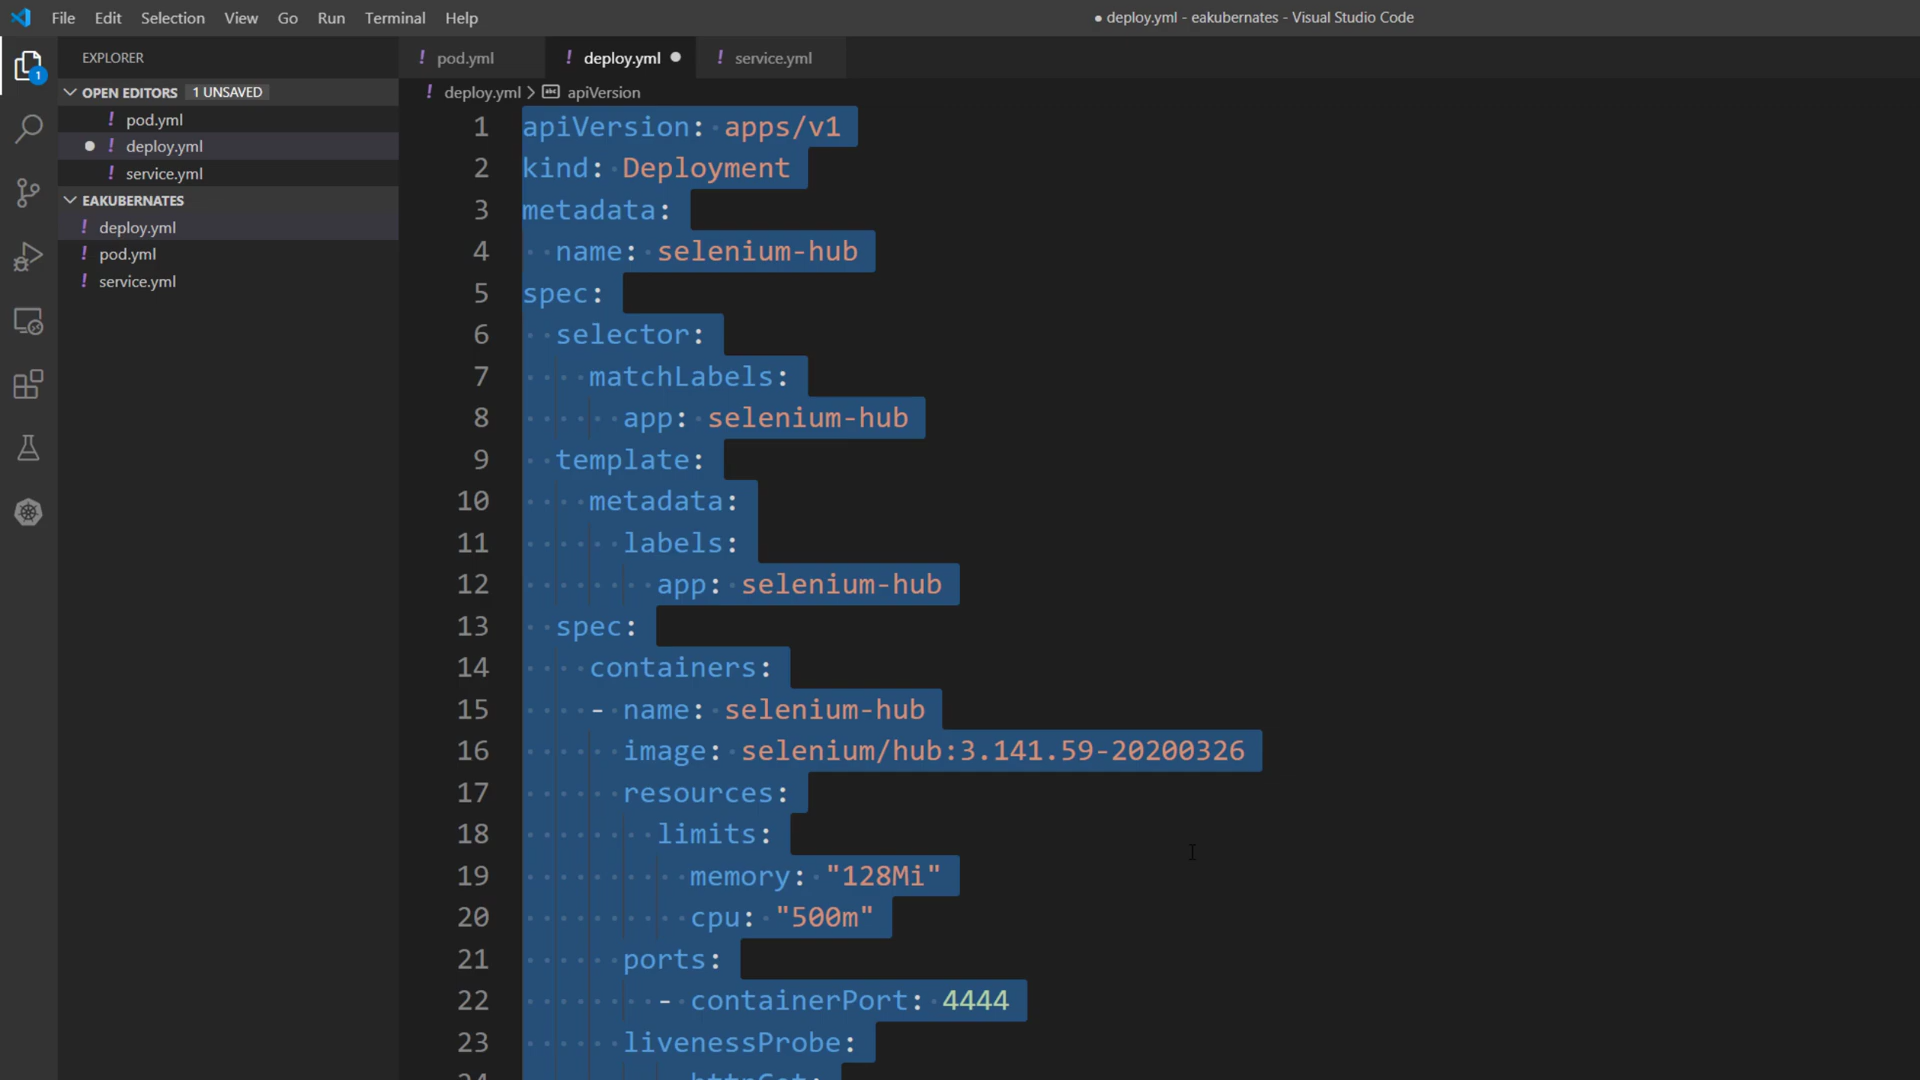 File Edit Selection View Go Run Terminal Help
● deploy.yml - eakubernates - Visual Studio Code
EXPLORER
OPEN EDITORS 1 UNSAVED
! pod.yml
! deploy.yml
! service.yml
EAKUBERNATES
! deploy.yml
! pod.yml
! service.yml
1
! pod.yml ! deploy.yml ● ! service.yml
! deploy.yml > abc apiVersion
1 apiVersion: apps/v1
2 kind: Deployment
3 metadata:
4   name: selenium-hub
5 spec:
6   selector:
7     matchLabels:
8       app: selenium-hub
9   template:
10     metadata:
11       labels:
12         app: selenium-hub
13   spec:
14     containers:
15     - name: selenium-hub
16       image: selenium/hub:3.141.59-20200326
17       resources:
18         limits:
19           memory: "128Mi"
20           cpu: "500m"
21       ports:
22         - containerPort: 4444
23       livenessProbe:
24           httpGet: